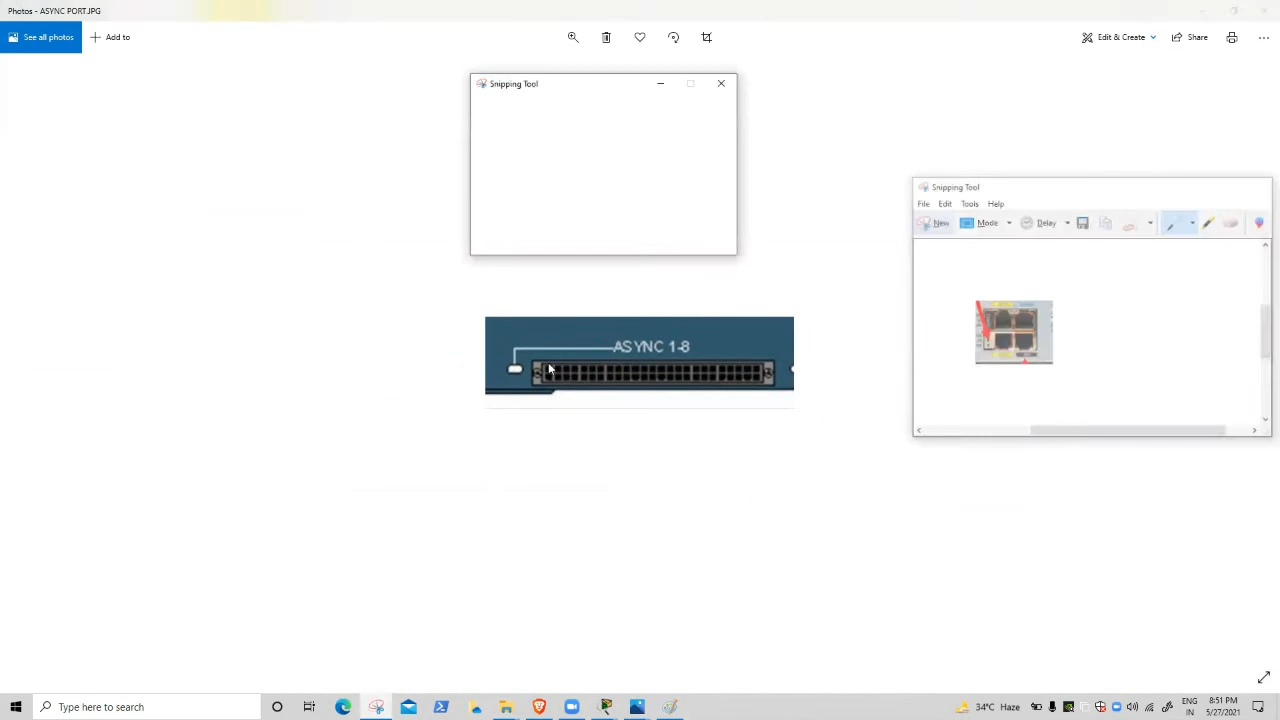 Photos - ASYNC PORT.JPG
See all photos
Add to
Edit & Create
Share
Snipping Tool
Snipping Tool
File Edit Tools Help
New Mode Delay
ASYNC 1-8
Type here to search
34°C Haze
ENG
IN
8:51 PM
5/27/2021